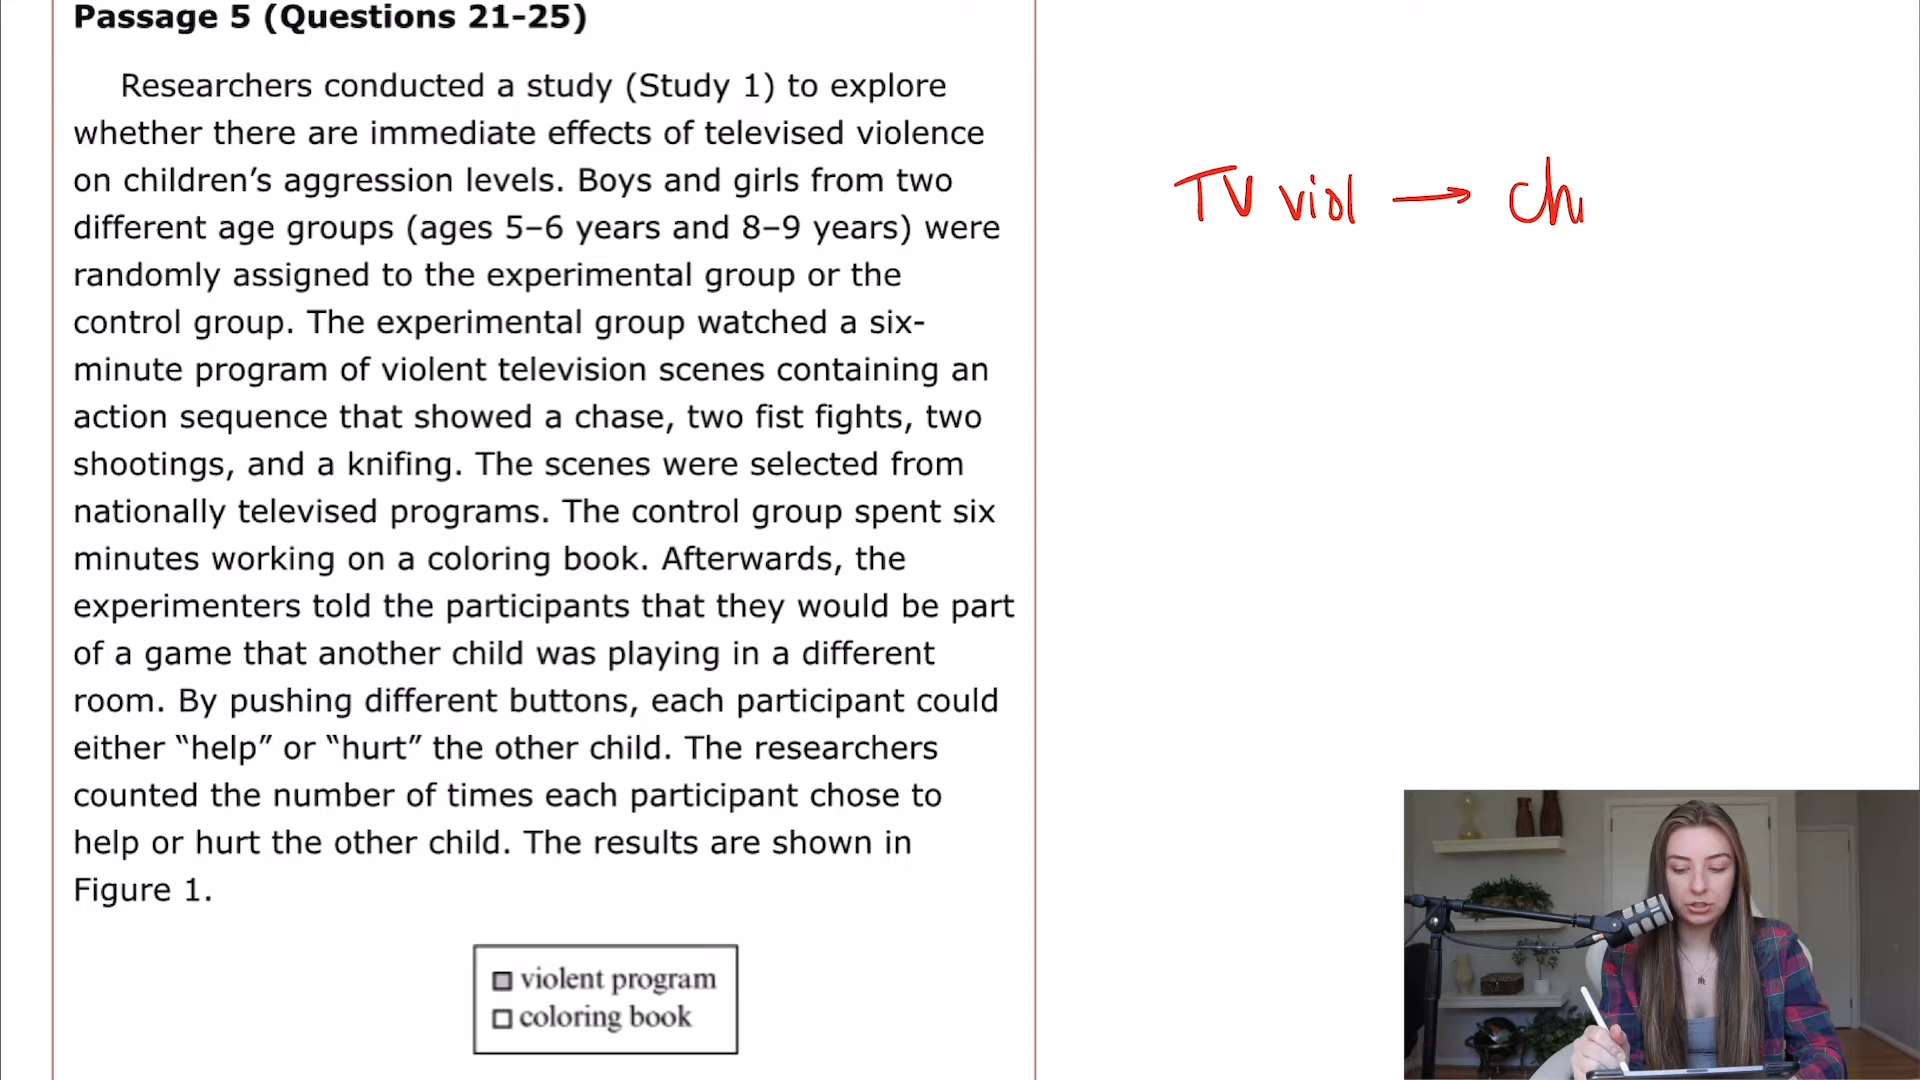 Passage 5 (Questions 21-25)
Researchers conducted a study (Study 1) to explore
whether there are immediate effects of televised violence
on children’s aggression levels. Boys and girls from two
different age groups (ages 5–6 years and 8–9 years) were
randomly assigned to the experimental group or the
control group. The experimental group watched a six-
minute program of violent television scenes containing an
action sequence that showed a chase, two fist fights, two
shootings, and a knifing. The scenes were selected from
nationally televised programs. The control group spent six
minutes working on a coloring book. Afterwards, the
experimenters told the participants that they would be part
of a game that another child was playing in a different
room. By pushing different buttons, each participant could
either “help” or “hurt” the other child. The researchers
counted the number of times each participant chose to
help or hurt the other child. The results are shown in
Figure 1.
violent program
coloring book
TV viol → chi